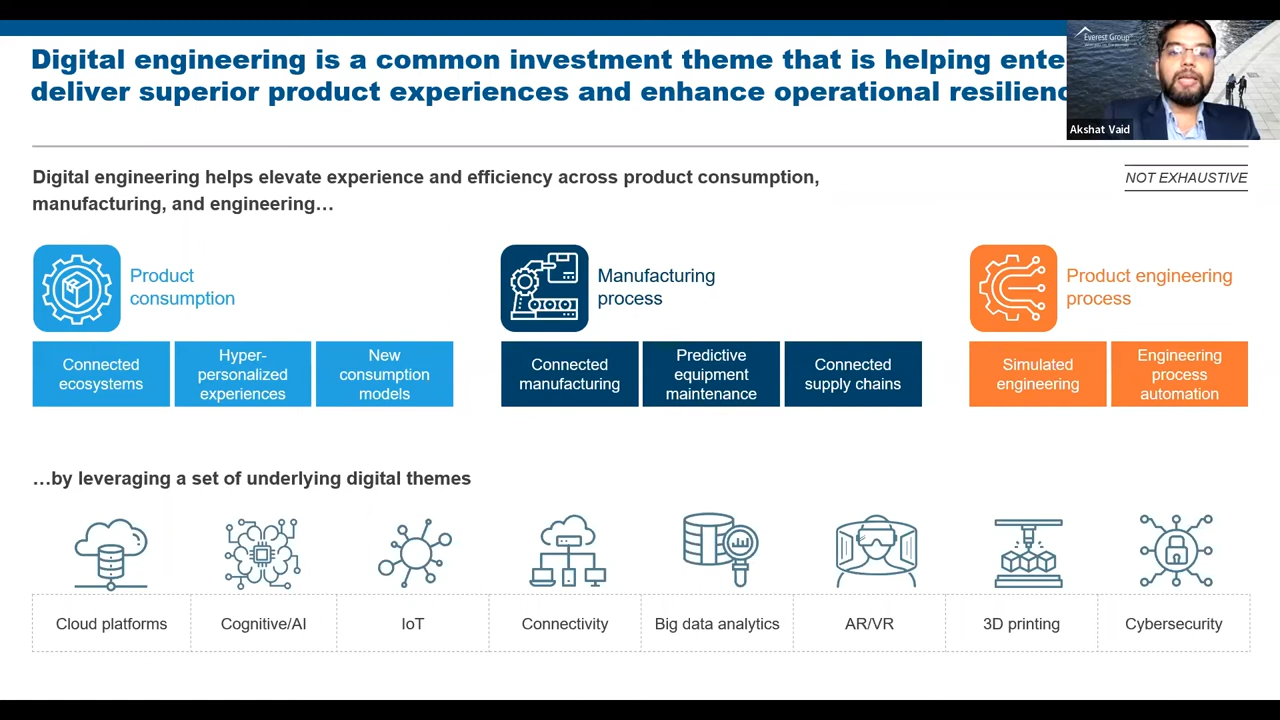 Digital engineering is a common investment theme that is helping ente
deliver superior product experiences and enhance operational resilienc
Everest Group
Akshat Vaid
Digital engineering helps elevate experience and efficiency across product consumption,
manufacturing, and engineering…
NOT EXHAUSTIVE
Product
consumption
Manufacturing
process
Product engineering
process
Connected
ecosystems
Hyper-
personalized
experiences
New
consumption
models
Connected
manufacturing
Predictive
equipment
maintenance
Connected
supply chains
Simulated
engineering
Engineering
process
automation
…by leveraging a set of underlying digital themes
Cloud platforms
Cognitive/AI
IoT
Connectivity
Big data analytics
AR/VR
3D printing
Cybersecurity